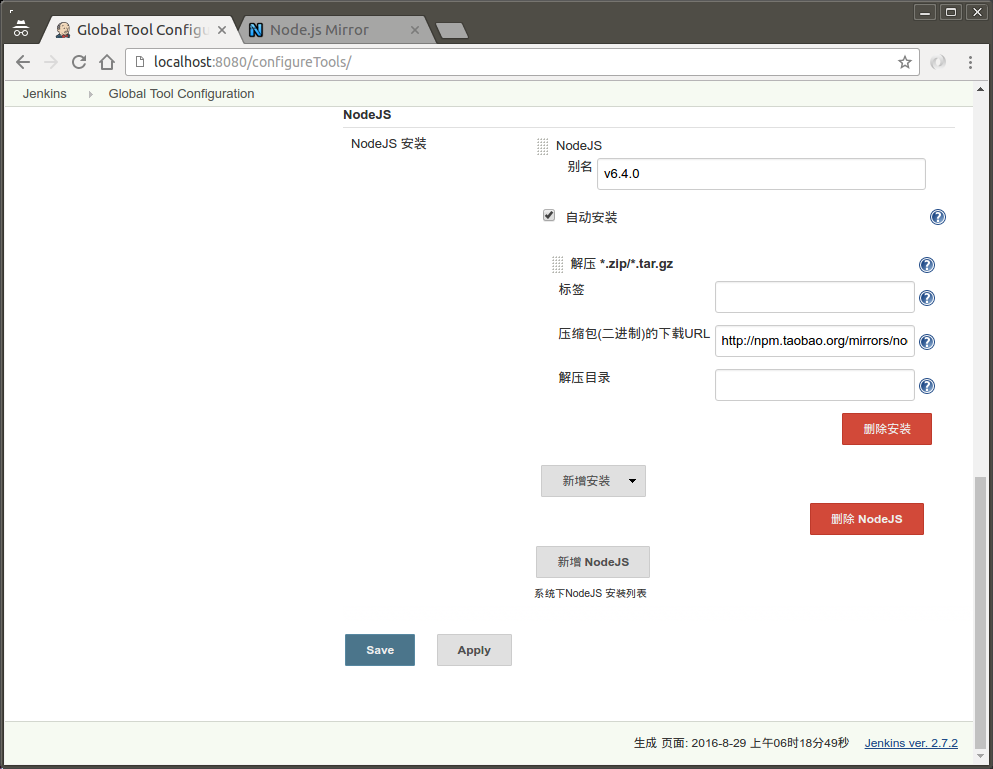 Global Tool Configu
Node.js Mirror
localhost:8080/configureTools/
Jenkins
Global Tool Configuration
NodeJS
NodeJS 安装
NodeJS
别名
v6.4.0
自动安装
解压 *.zip/*.tar.gz
标签
压缩包(二进制)的下载URL
http://npm.taobao.org/mirrors/no
解压目录
删除安装
新增安装
删除 NodeJS
新增 NodeJS
系统下NodeJS 安装列表
Save
Apply
生成 页面: 2016-8-29 上午06时18分49秒
Jenkins ver. 2.7.2